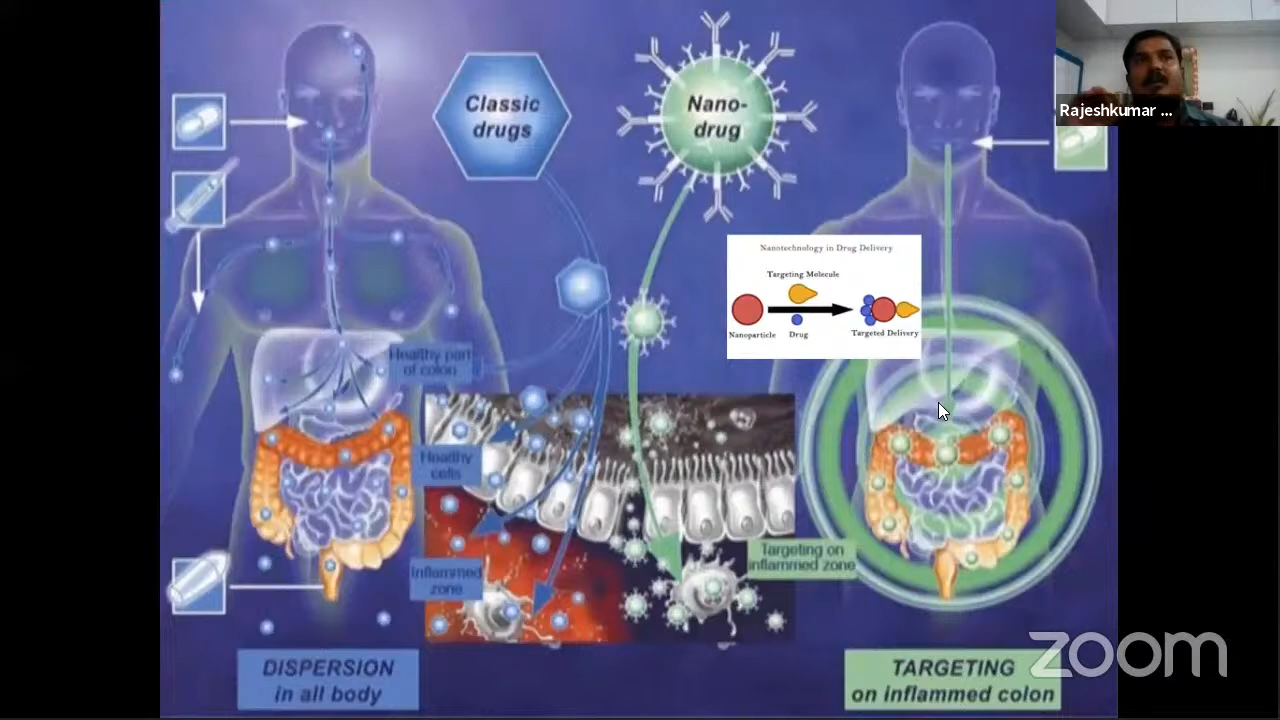 Classic
drugs
Nano-
drug
Rajeshkumar ...
Nanotechnology in Drug Delivery
Targeting Molecule
Nanoparticle
Drug
Targeted Delivery
Healthy part
of colon
Healthy
cells
Inflammed
zone
Targeting on
inflammed zone
DISPERSION
in all body
TARGETING
on inflammed colon
zoom